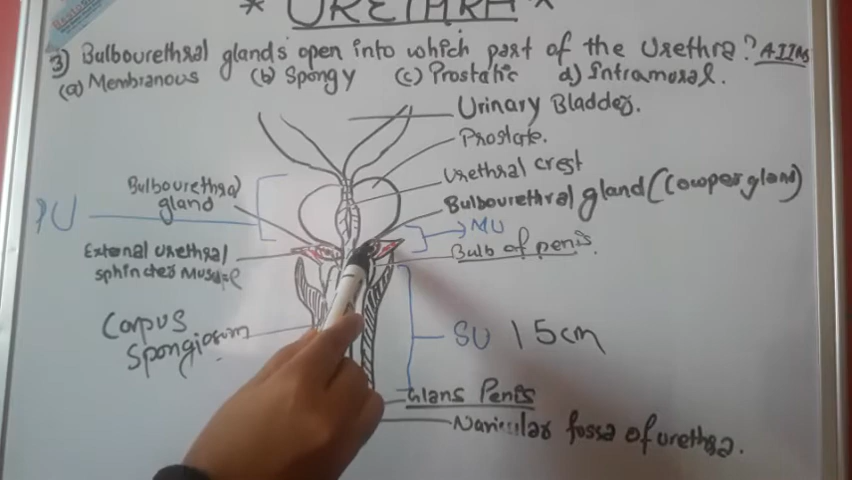 * URETHRA *
3) Bulbourethral glands open into which part of the Urethra? AIIMS
(a) Membranous (b) Spongy (c) Prostatic d) Intramural.
Urinary Bladder.
Prostate.
Urethral crest
Bulbourethral gland (Cowper gland)
Bulbourethral
gland
PU
MU
Bulb of penis.
External urethral
sphincter muscle
Corpus
Spongiosum
SU 15cm
Glans Penis
Navicular fossa of urethra.